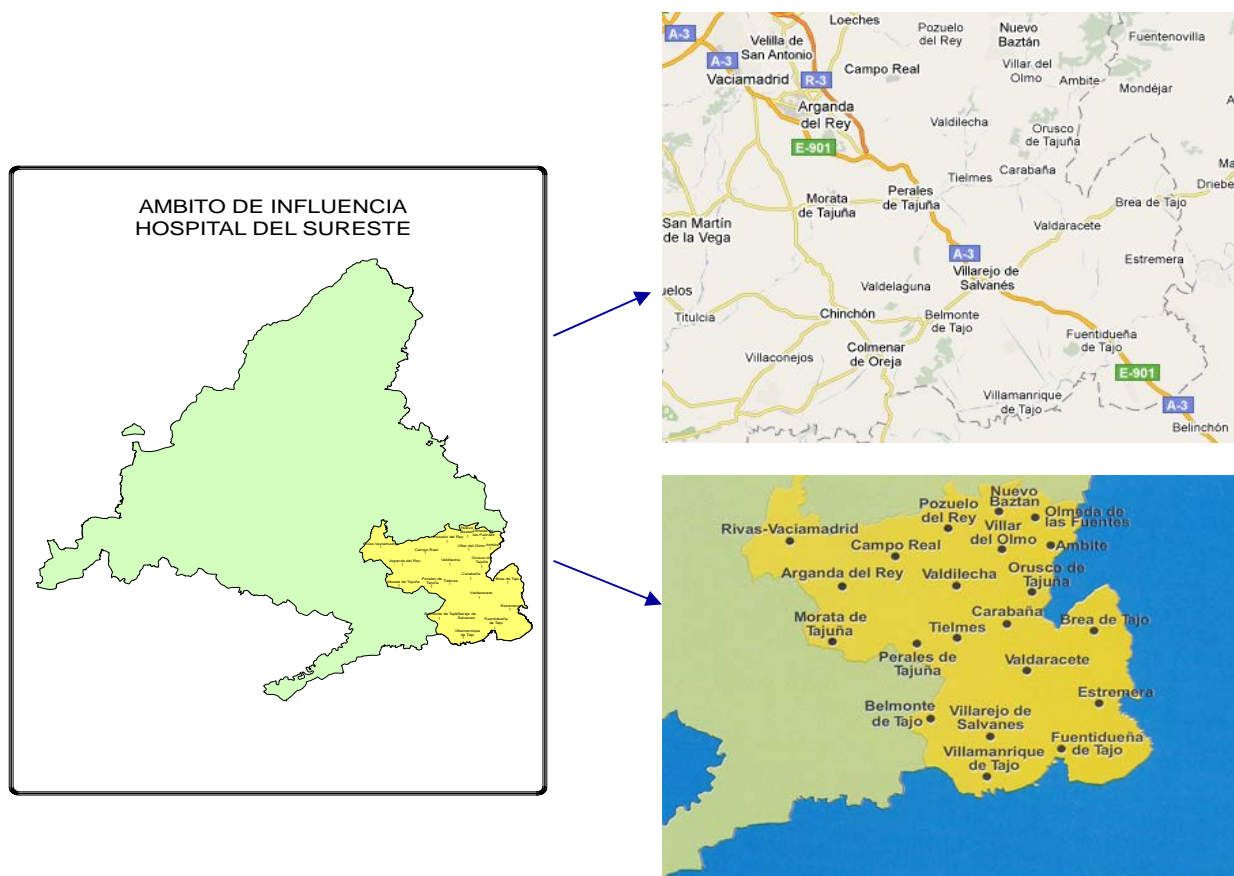 AMBITO DE INFLUENCIA
HOSPITAL DEL SURESTE
A-3
Loeches
Pozuelo
del Rey
Nuevo
Baztán
Fuentenovilla
Velilla de
San Antonio
A-3
Vaciamadrid
R-3
Campo Real
Villar del
Olmo
Ambite
Mondéjar
Arganda
del Rey
Valdilecha
Orusco
de Tajuña
E-901
Tielmes
Carabaña
Driebe
Morata
de Tajuña
Perales
de Tajuña
Brea de Tajo
San Martín
de la Vega
Valdaracete
A-3
Estremera
Villarejo de
Salvanés
uelos
Valdelaguna
Titulcia
Chinchón
Belmonte
de Tajo
Fuentidueña
de Tajo
Villaconejos
Colmenar
de Oreja
E-901
Villamanrique
de Tajo
A-3
Belinchón
Nuevo
Baztan
Pozuelo
del Rey
Olmeda de
las Fuentes
Rivas-Vaciamadrid
Villar
del Olmo
Campo Real
Ambite
Arganda del Rey
Valdilecha
Orusco de
Tajuña
Morata de
Tajuña
Carabaña
Tielmes
Brea de Tajo
Perales de
Tajuña
Valdaracete
Estremera
Belmonte
de Tajo
Villarejo de
Salvanes
Fuentidueña
de Tajo
Villamanrique
de Tajo